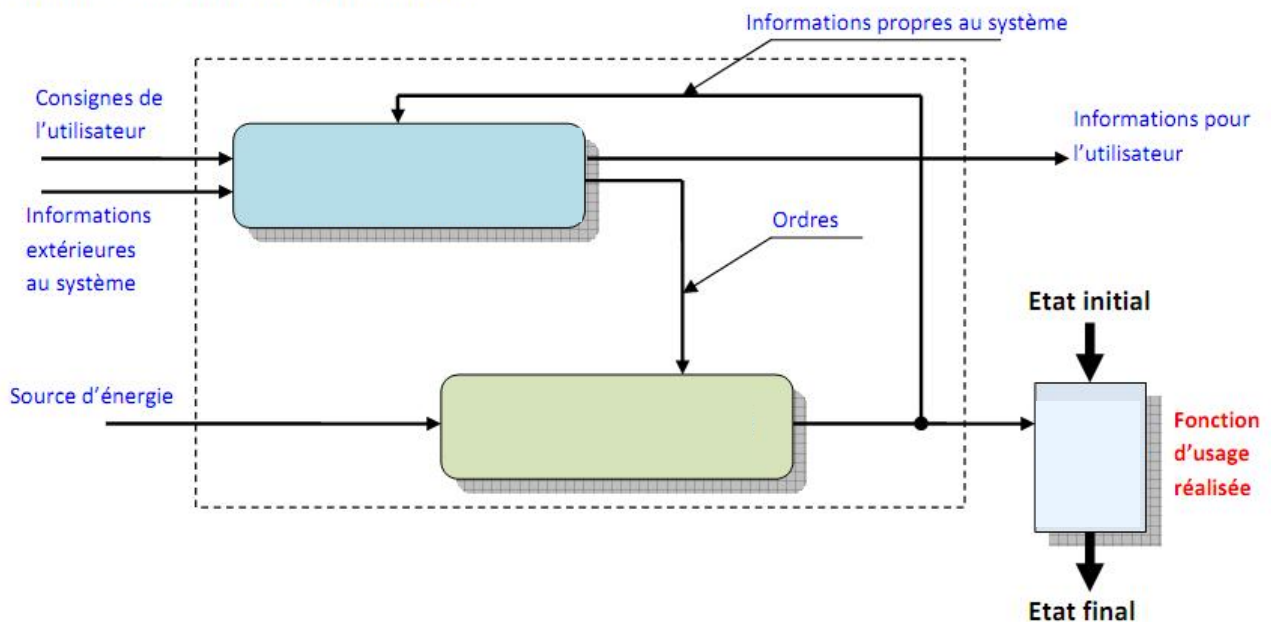 Informations propres au système
Consignes de
l'utilisateur
Informations pour
l'utilisateur
Informations
extérieures
au système
Ordres
Etat initial
Source d'énergie
Fonction
d'usage
réalisée
Etat final